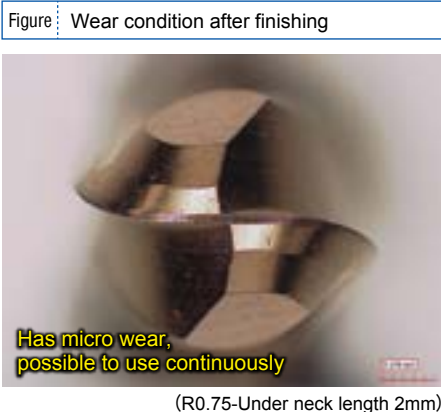 Figure Wear condition after finishing
Has micro wear,
possible to use continuously
(R0.75-Under neck length 2mm)